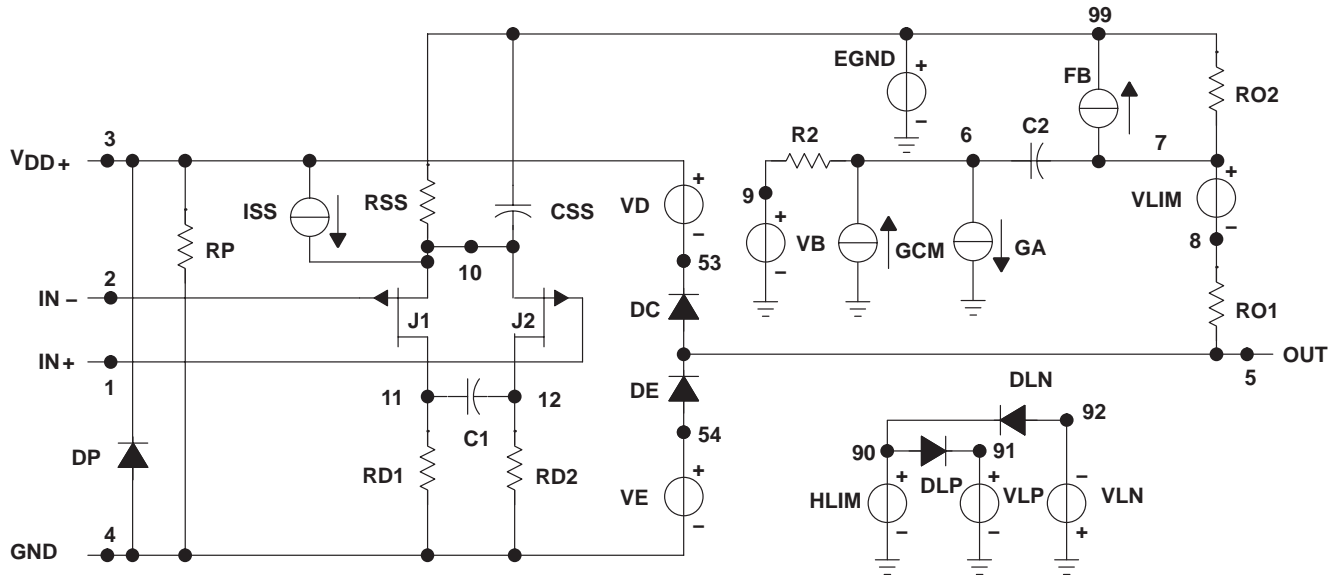 99
EGND
+
−
FB
RO2
3
VDD+
R2
6
C2
7
ISS
RSS
CSS
VD
+
−
9
+
VB
−
GCM
GA
VLIM
+
−
8
RP
10
53
2
IN −
J1
J2
DC
RO1
IN +
1
OUT
5
11
12
C1
DE
DLN
92
54
90
91
DP
RD1
RD2
VE
+
−
HLIM
+
−
DLP
+
VLP
−
−
VLN
+
4
GND